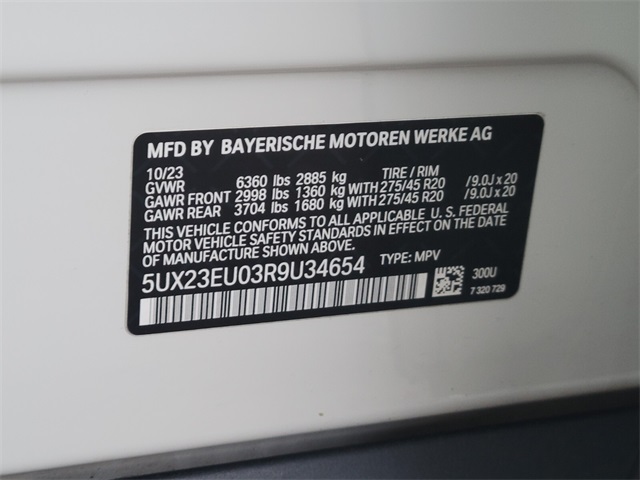 MFD BY BAYERISCHE MOTOREN WERKE AG
10/23 TIRE / RIM
GVWR 6360 lbs 2885 kg
GAWR FRONT 2998 lbs 1360 kg WITH 275/45 R20 /9.0J x 20
GAWR REAR 3704 lbs 1680 kg WITH 275/45 R20 /9.0J x 20
THIS VEHICLE CONFORMS TO ALL APPLICABLE U. S. FEDERAL
MOTOR VEHICLE SAFETY STANDARDS IN EFFECT ON THE DATE OF
MANUFACTURE SHOWN ABOVE.
5UX23EU03R9U34654 TYPE: MPV
300U
7 320 729